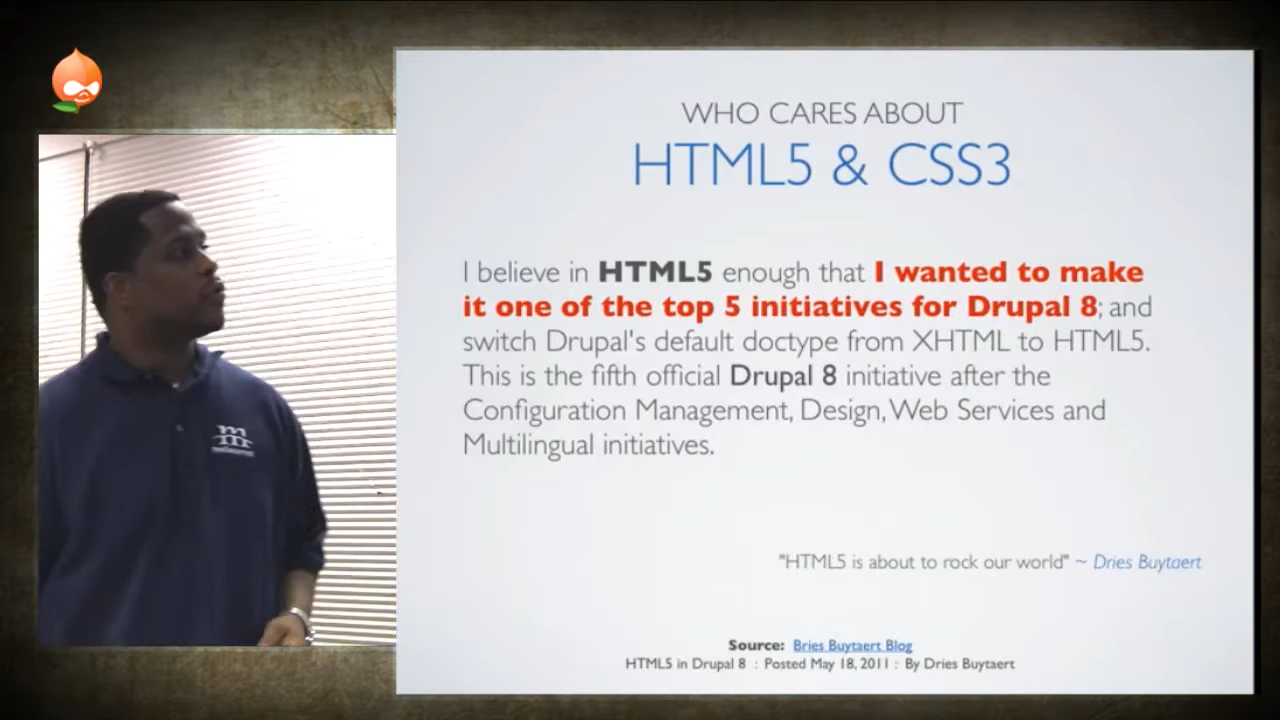 WHO CARES ABOUT
HTML5 & CSS3
I believe in HTML5 enough that I wanted to make
it one of the top 5 initiatives for Drupal 8; and
switch Drupal's default doctype from XHTML to HTML5.
This is the fifth official Drupal 8 initiative after the
Configuration Management, Design, Web Services and
Multilingual initiatives.
"HTML5 is about to rock our world" ~ Dries Buytaert
Source: Bries Buytaert Blog
HTML5 in Drupal 8 : Posted May 18, 2011 : By Dries Buytaert